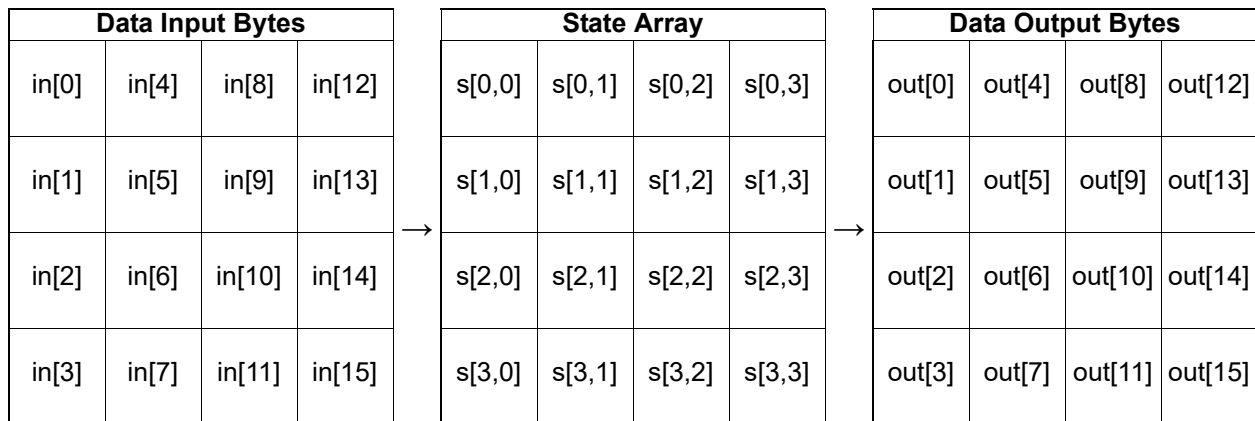 Data Input Bytes State Array Data Output Bytes
in[0] in[4] in[8] in[12] s[0,0] s[0,1] s[0,2] s[0,3] out[0] out[4] out[8] out[12]
in[1] in[5] in[9] in[13] s[1,0] s[1,1] s[1,2] s[1,3] out[1] out[5] out[9] out[13]
→ →
in[2] in[6] in[10] in[14] s[2,0] s[2,1] s[2,2] s[2,3] out[2] out[6] out[10] out[14]
in[3] in[7] in[11] in[15] s[3,0] s[3,1] s[3,2] s[3,3] out[3] out[7] out[11] out[15]